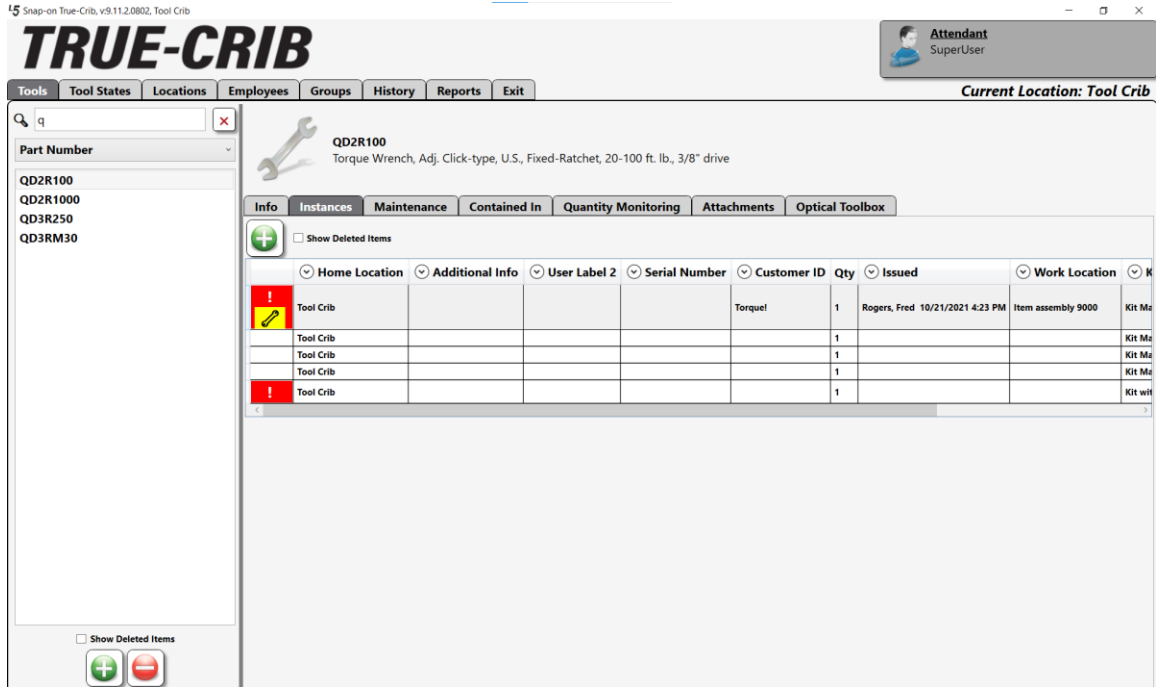 Snap-on True-Crib, v:9.11.2.0802, Tool Crib
TRUE-CRIB
Attendant
SuperUser
Tools Tool States Locations Employees Groups History Reports Exit
Current Location: Tool Crib
q
Part Number
QD2R100
QD2R1000
QD3R250
QD3RM30
Show Deleted Items
QD2R100
Torque Wrench, Adj. Click-type, U.S., Fixed-Ratchet, 20-100 ft. lb., 3/8" drive
Info Instances Maintenance Contained In Quantity Monitoring Attachments Optical Toolbox
Show Deleted Items
Home Location Additional Info User Label 2 Serial Number Customer ID Qty Issued Work Location K
! Tool Crib Torque! 1 Rogers, Fred 10/21/2021 4:23 PM Item assembly 9000 Kit Ma
Tool Crib 1 Kit Ma
Tool Crib 1 Kit Ma
Tool Crib 1 Kit Ma
! Tool Crib 1 Kit wit